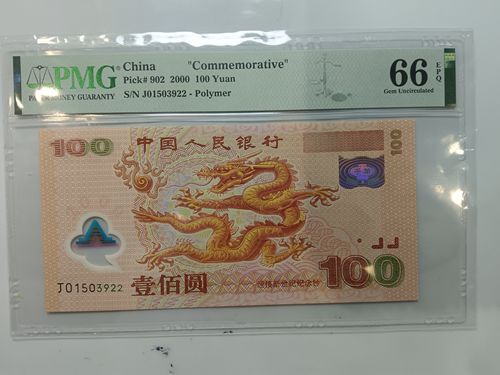 PMG
PAPER MONEY GUARANTY
China "Commemorative"
Pick# 902 2000 100 Yuan
S/N J01503922 - Polymer
66 EPQ
Gem Uncirculated
100
中国人民银行
100
J01503922
壹佰圆
迎接新世纪纪念钞
100